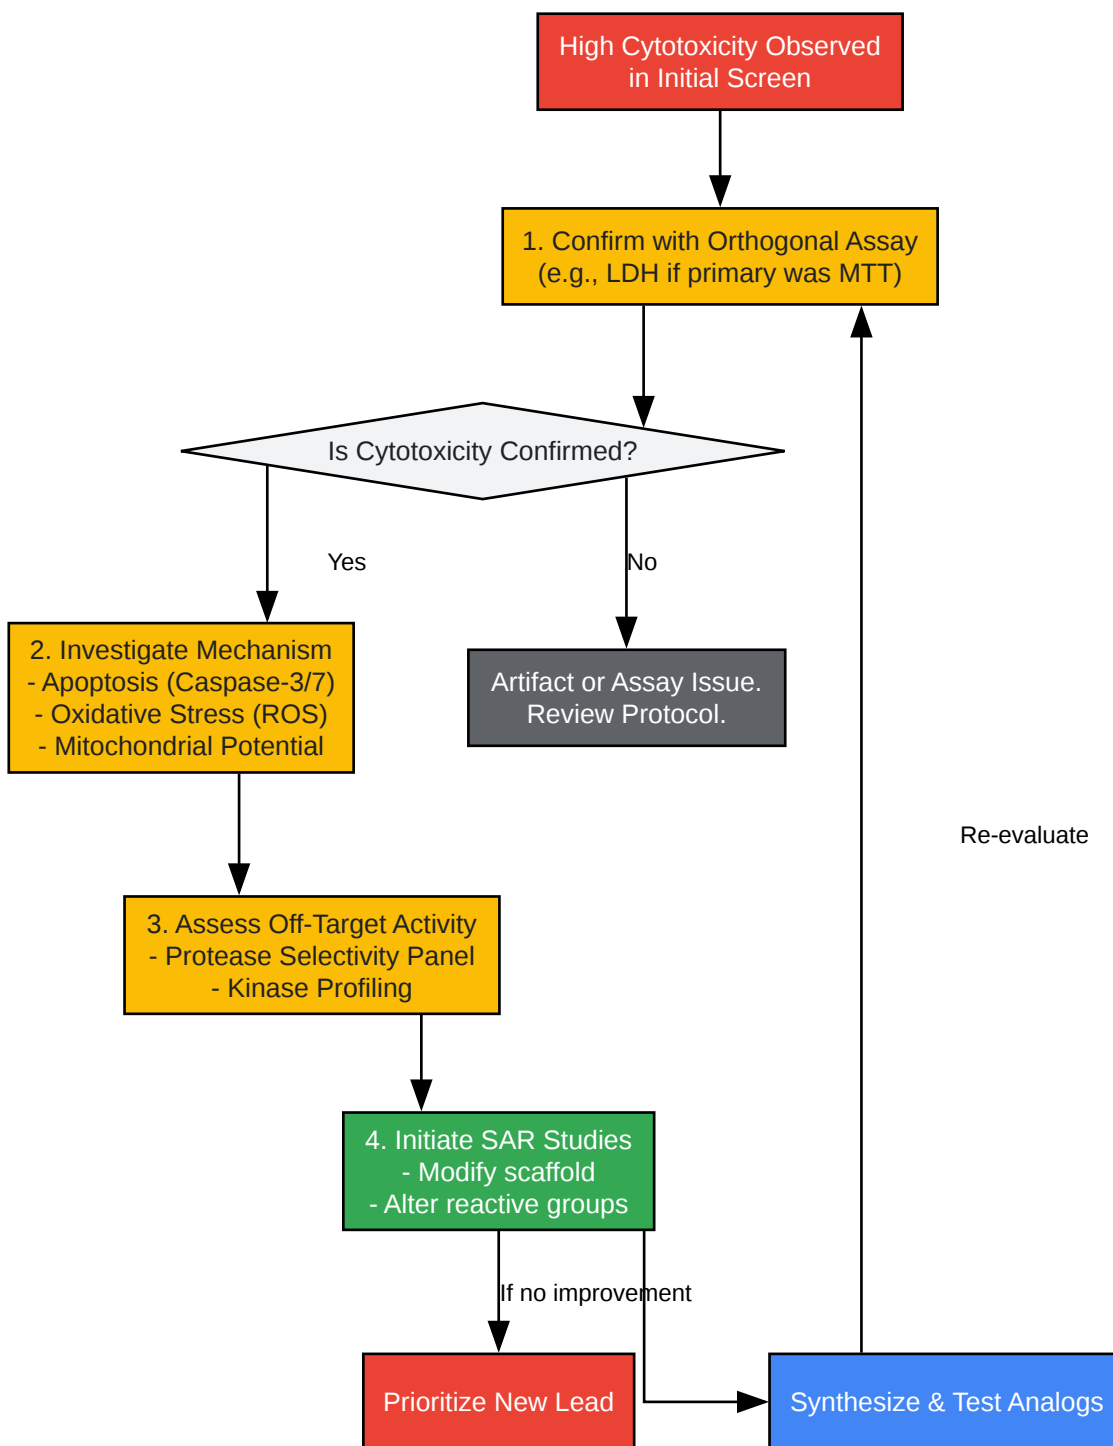 High Cytotoxicity Observed
in Initial Screen
1. Confirm with Orthogonal Assay
(e.g., LDH if primary was MTT)
Is Cytotoxicity Confirmed?
Yes
No
2. Investigate Mechanism
- Apoptosis (Caspase-3/7)
- Oxidative Stress (ROS)
- Mitochondrial Potential
Artifact or Assay Issue.
Review Protocol.
Re-evaluate
3. Assess Off-Target Activity
- Protease Selectivity Panel
- Kinase Profiling
4. Initiate SAR Studies
- Modify scaffold
- Alter reactive groups
If no improvement
Prioritize New Lead
Synthesize & Test Analogs